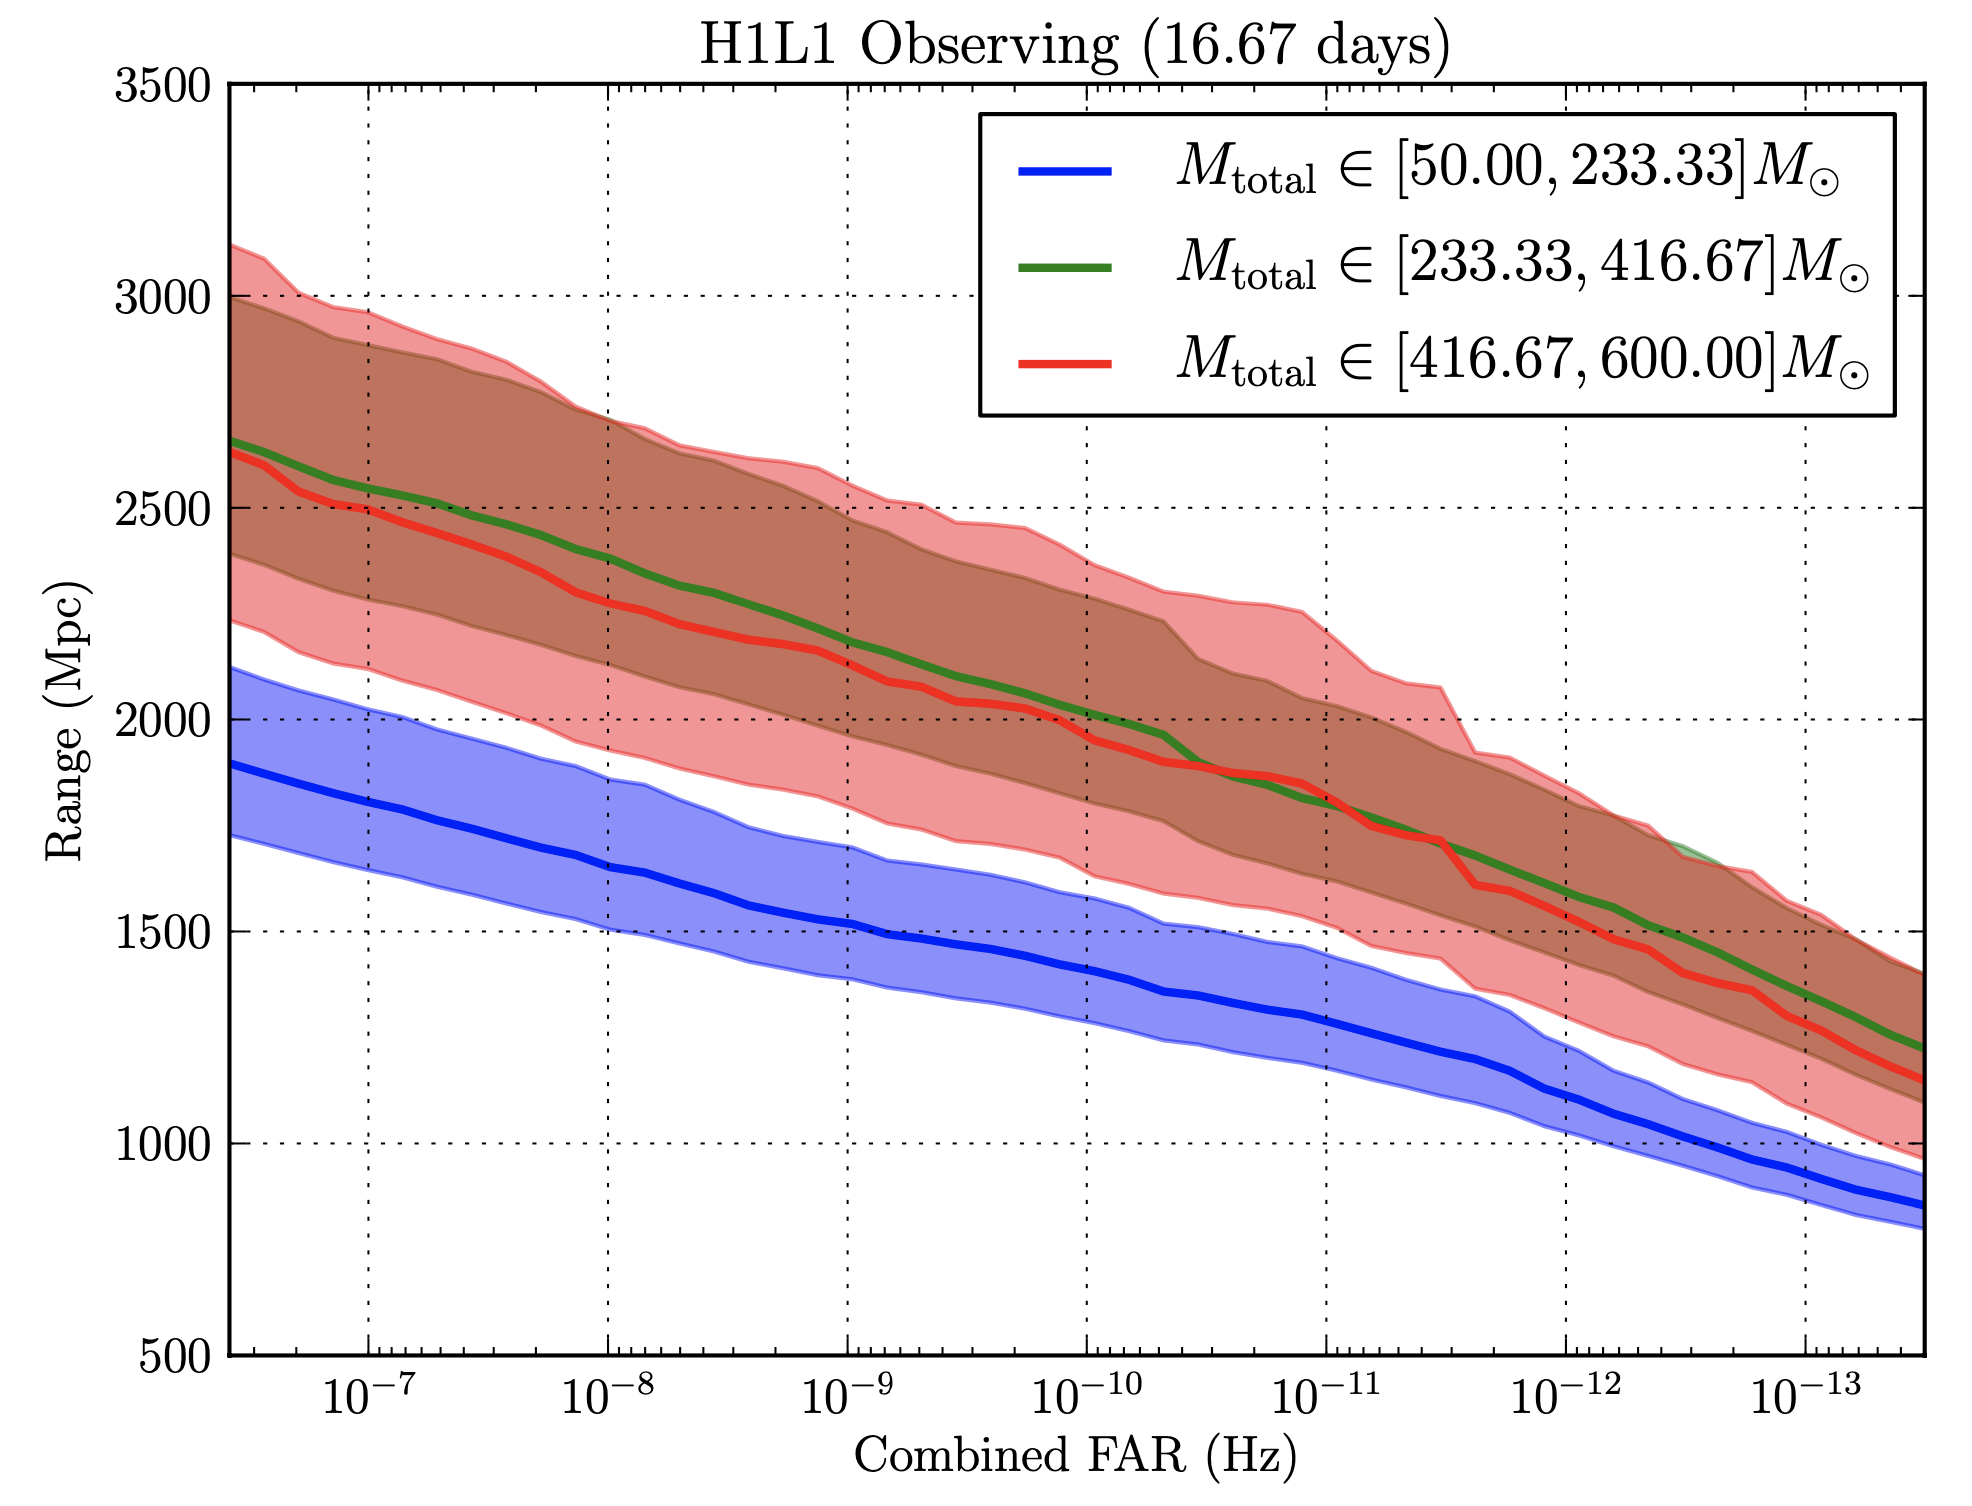 H1L1 Observing (16.67 days)
3500
3000
2500
2000
1500
1000
500
Range (Mpc)
M_total ∈ [50.00, 233.33]M_⊙
M_total ∈ [233.33, 416.67]M_⊙
M_total ∈ [416.67, 600.00]M_⊙
10⁻⁷ 10⁻⁸ 10⁻⁹ 10⁻¹⁰ 10⁻¹¹ 10⁻¹² 10⁻¹³
Combined FAR (Hz)